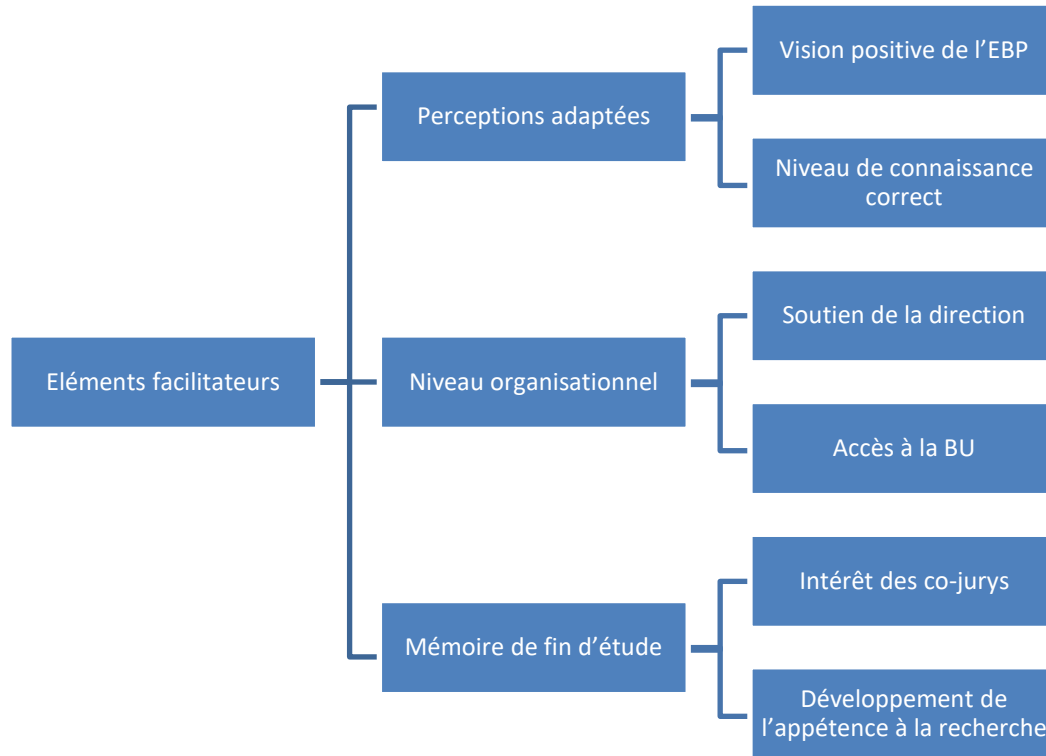 Eléments facilitateurs
Perceptions adaptées
Vision positive de l’EBP
Niveau de connaissance
correct
Niveau organisationnel
Soutien de la direction
Accès à la BU
Mémoire de fin d’étude
Intérêt des co-jurys
Développement de
l’appétence à la recherche